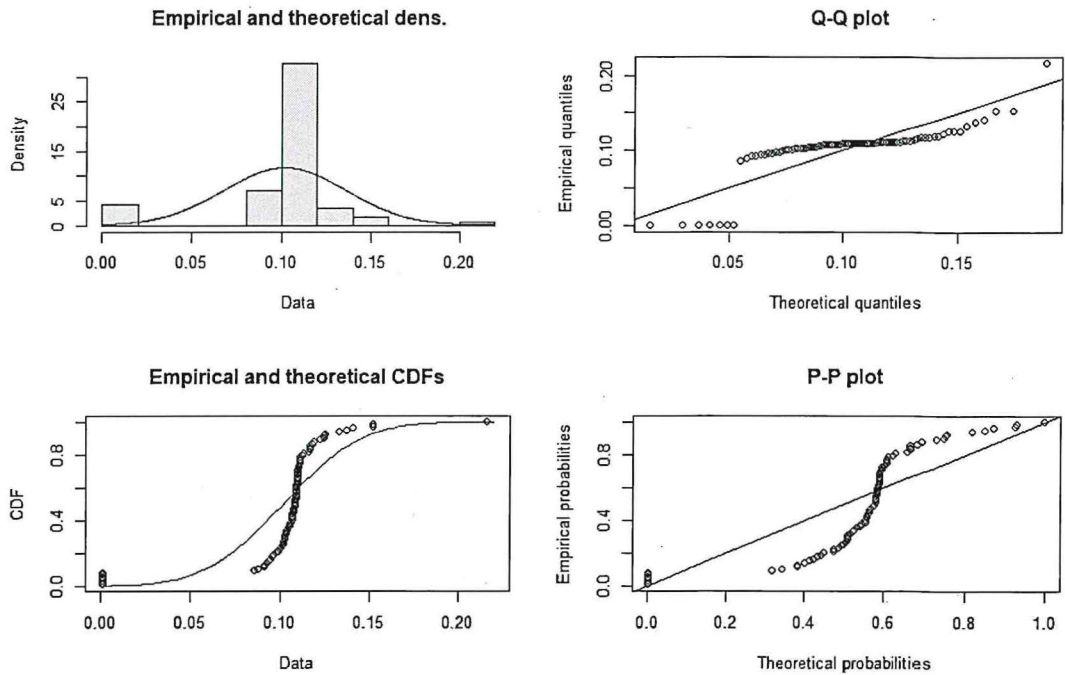 Empirical and theoretical dens.
Density
5
15
25
0.00
0.05
0.10
0.15
0.20
Data
Q-Q plot
Empirical quantiles
0.00
0.10
0.20
0.05
0.10
0.15
Theoretical quantiles
Empirical and theoretical CDFs
CDF
0.0
0.4
0.8
0.00
0.05
0.10
0.15
0.20
Data
P-P plot
Empirical probabilities
0.0
0.4
0.8
0.0
0.2
0.4
0.6
0.8
1.0
Theoretical probabilities